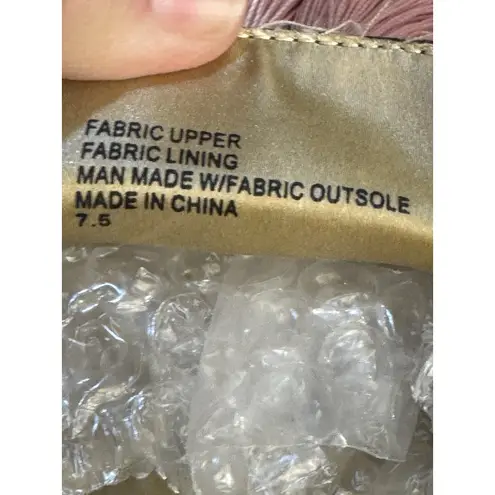 FABRIC UPPER
FABRIC LINING
MAN MADE W/FABRIC OUTSOLE
MADE IN CHINA
7.5